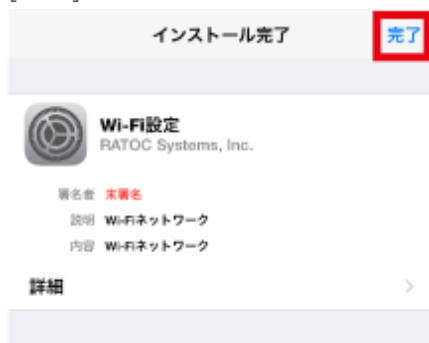 インストール完了
完了
Wi-Fi設定
RATOC Systems, Inc.
署名者 未署名
説明 Wi-Fiネットワーク
内容 Wi-Fiネットワーク
詳細